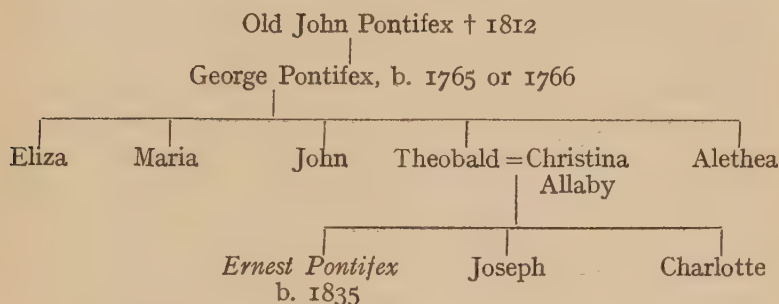 Old John Pontifex † 1812
George Pontifex, b. 1765 or 1766
Eliza Maria John Theobald = Christina Alethea
Allaby
Ernest Pontifex Joseph Charlotte
b. 1835